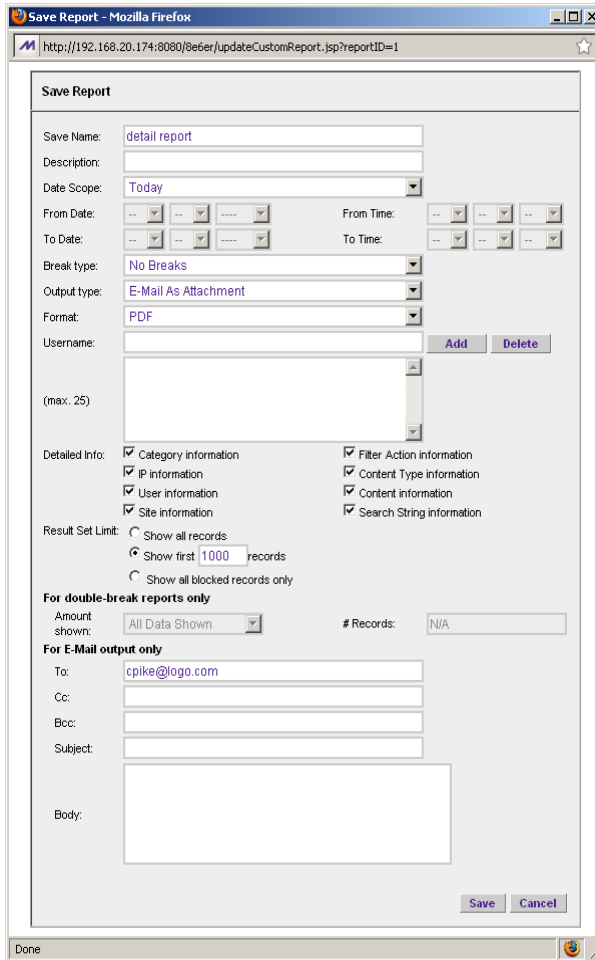 Save Report - Mozilla Firefox
http://192.168.20.174:8080/8e6er/updateCustomReport.jsp?reportID=1
Save Report
Save Name: detail report
Description:
Date Scope: Today
From Date: -- -- ---- From Time: -- -- --
To Date: -- -- ---- To Time: -- -- --
Break type: No Breaks
Output type: E-Mail As Attachment
Format: PDF
Username: Add Delete
(max. 25)
Detailed Info: Category information Filter Action information
IP information Content Type information
User information Content information
Site information Search String information
Result Set Limit: Show all records
Show first 1000 records
Show all blocked records only
For double-break reports only
Amount shown: All Data Shown # Records: N/A
For E-Mail output only
To: cpike@logo.com
Cc:
Bcc:
Subject:
Body:
Save Cancel
Done